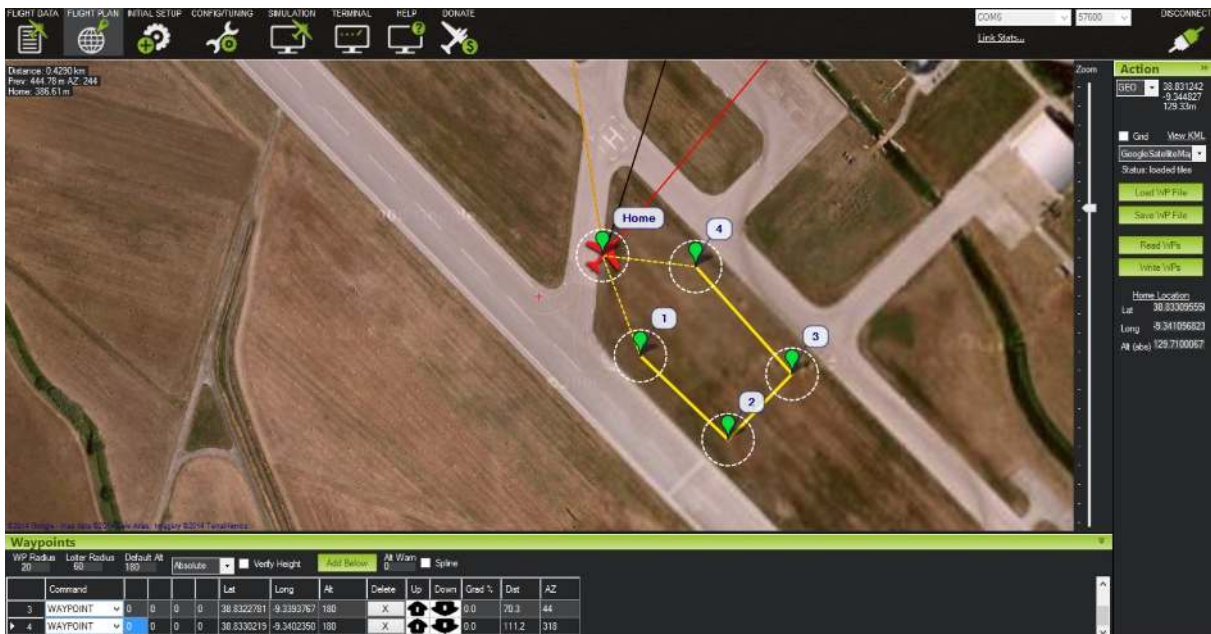 FLIGHT DATA FLIGHT PLAN INITIAL SETUP CONFIG/TUNING SIMULATION TERMINAL HELP DONATE
COM6 57600 DISCONNECT
Link Stats...
Distance: 0.4290 km
Prev: 444.78 m AZ: 244
Home: 386.61 m
Zoom
Action
GEO 38.831242
-9.344827
129.33m
Grid View KML
GoogleSatelliteMap
Status: loaded tiles
Load WP File
Save WP File
Read WPs
Write WPs
Home Location
Lat 38.83309555
Long -9.341056823
Alt (abs) 129.7100067
H
Home
4
1
3
2
Waypoints
WP Radius Loiter Radius Default Alt Alt Warn
20 60 180 Absolute Verify Height Add Below 0 Spline
Command Lat Long Alt Delete Up Down Grad % Dist AZ
3 WAYPOINT 0 0 0 0 38.8322781 -9.3393767 180 X 0.0 70.3 44
4 WAYPOINT 0 0 0 0 38.8330219 -9.3402350 180 X 0.0 111.2 318